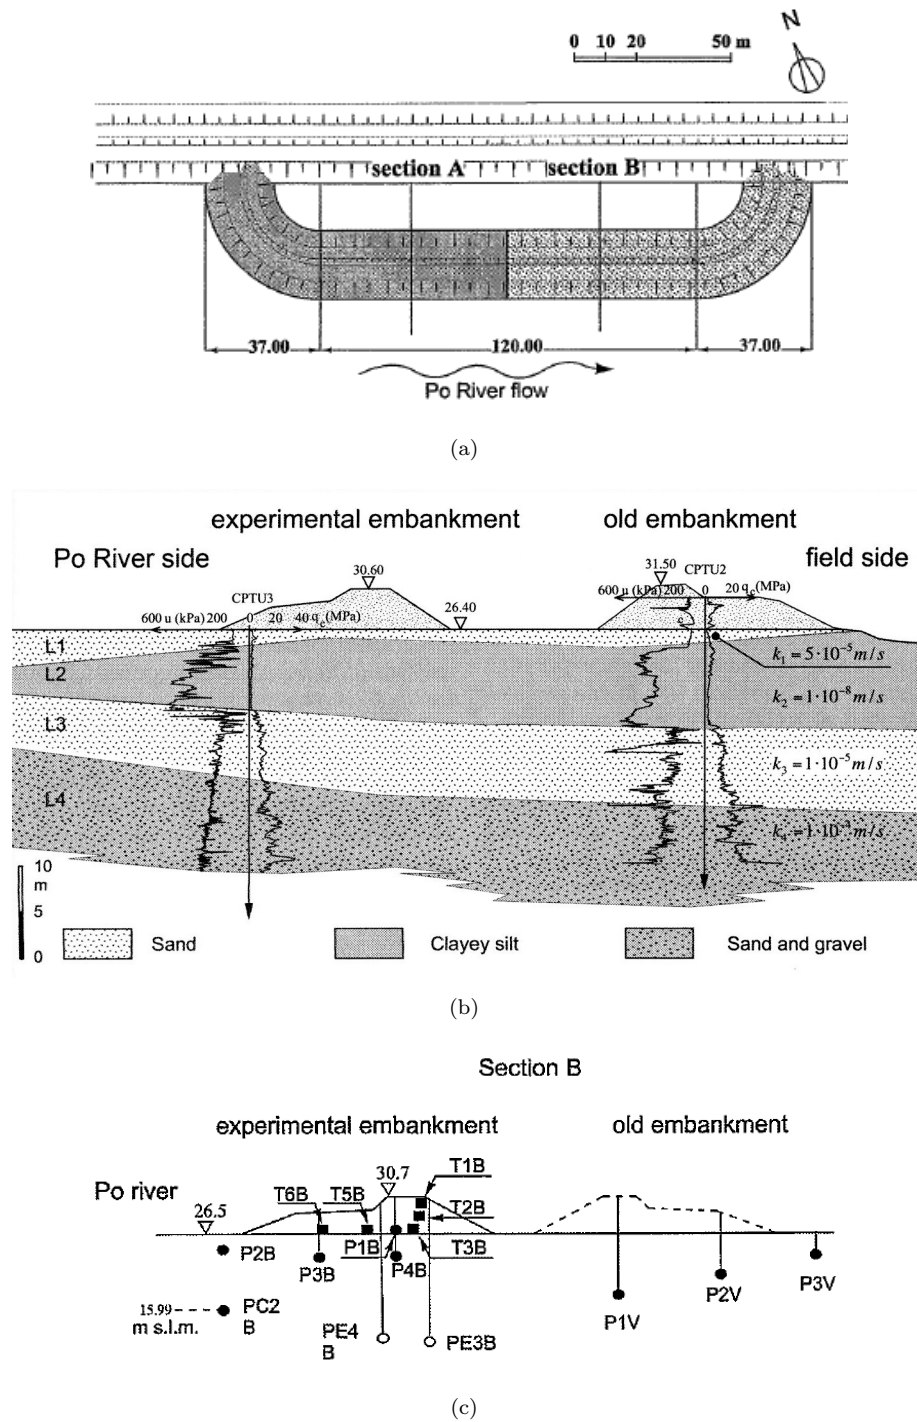 N
0 10 20 50 m
section A section B
37.00 120.00 37.00
Po River flow
(a)
experimental embankment old embankment
Po River side field side
30.60 31.50 CPTU2
CPTU3 600 u (kPa) 200 0 20 q c (MPa)
26.40
600 u (kPa) 200 0 20 40 q c (MPa)
L1
k₁ = 5·10⁻⁵ m / s
L2
k₂ = 1·10⁻⁸ m / s
L3
k₃ = 1·10⁻⁵ m / s
L4
10
m
5
0
Sand Clayey silt Sand and gravel
(b)
Section B
experimental embankment old embankment
30.7 T1B
Po river
T6B T5B
26.5 T2B
P2B P1B T3B
P3B P4B
P3V
15.99 PC2 P2V
m s.l.m. B P1V
PE4 PE3B
B
(c)